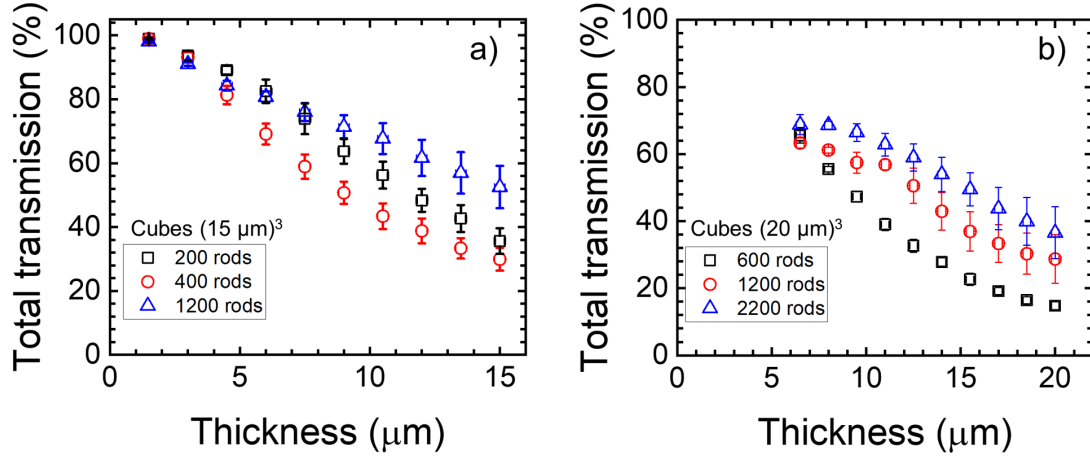 a)
100
80
60
40
20
0
Total transmission (%)
Cubes (15 μm)³
200 rods
400 rods
1200 rods
0 5 10 15
Thickness (μm)
b)
100
80
60
40
20
0
Total transmission (%)
Cubes (20 μm)³
600 rods
1200 rods
2200 rods
0 5 10 15 20
Thickness (μm)